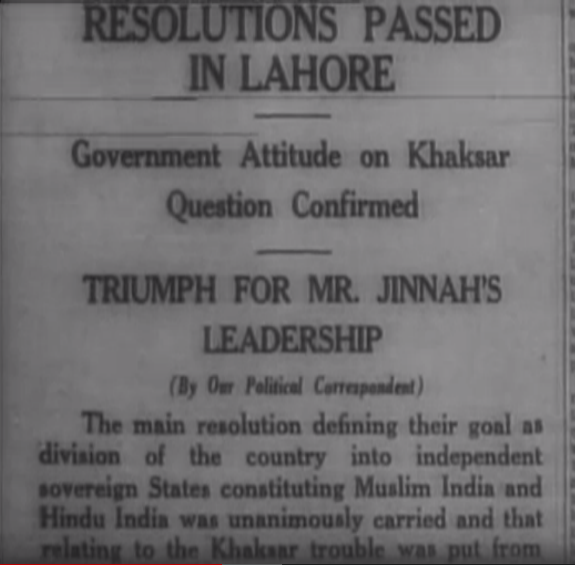 RESOLUTIONS PASSED
IN LAHORE
Government Attitude on Khaksar
Question Confirmed
TRIUMPH FOR MR. JINNAH'S
LEADERSHIP
(By Our Political Correspondent)
The main resolution defining their goal as
division of the country into independent
sovereign States constituting Muslim India and
Hindu India was unanimously carried and that
relating to the Khaksar trouble was put from